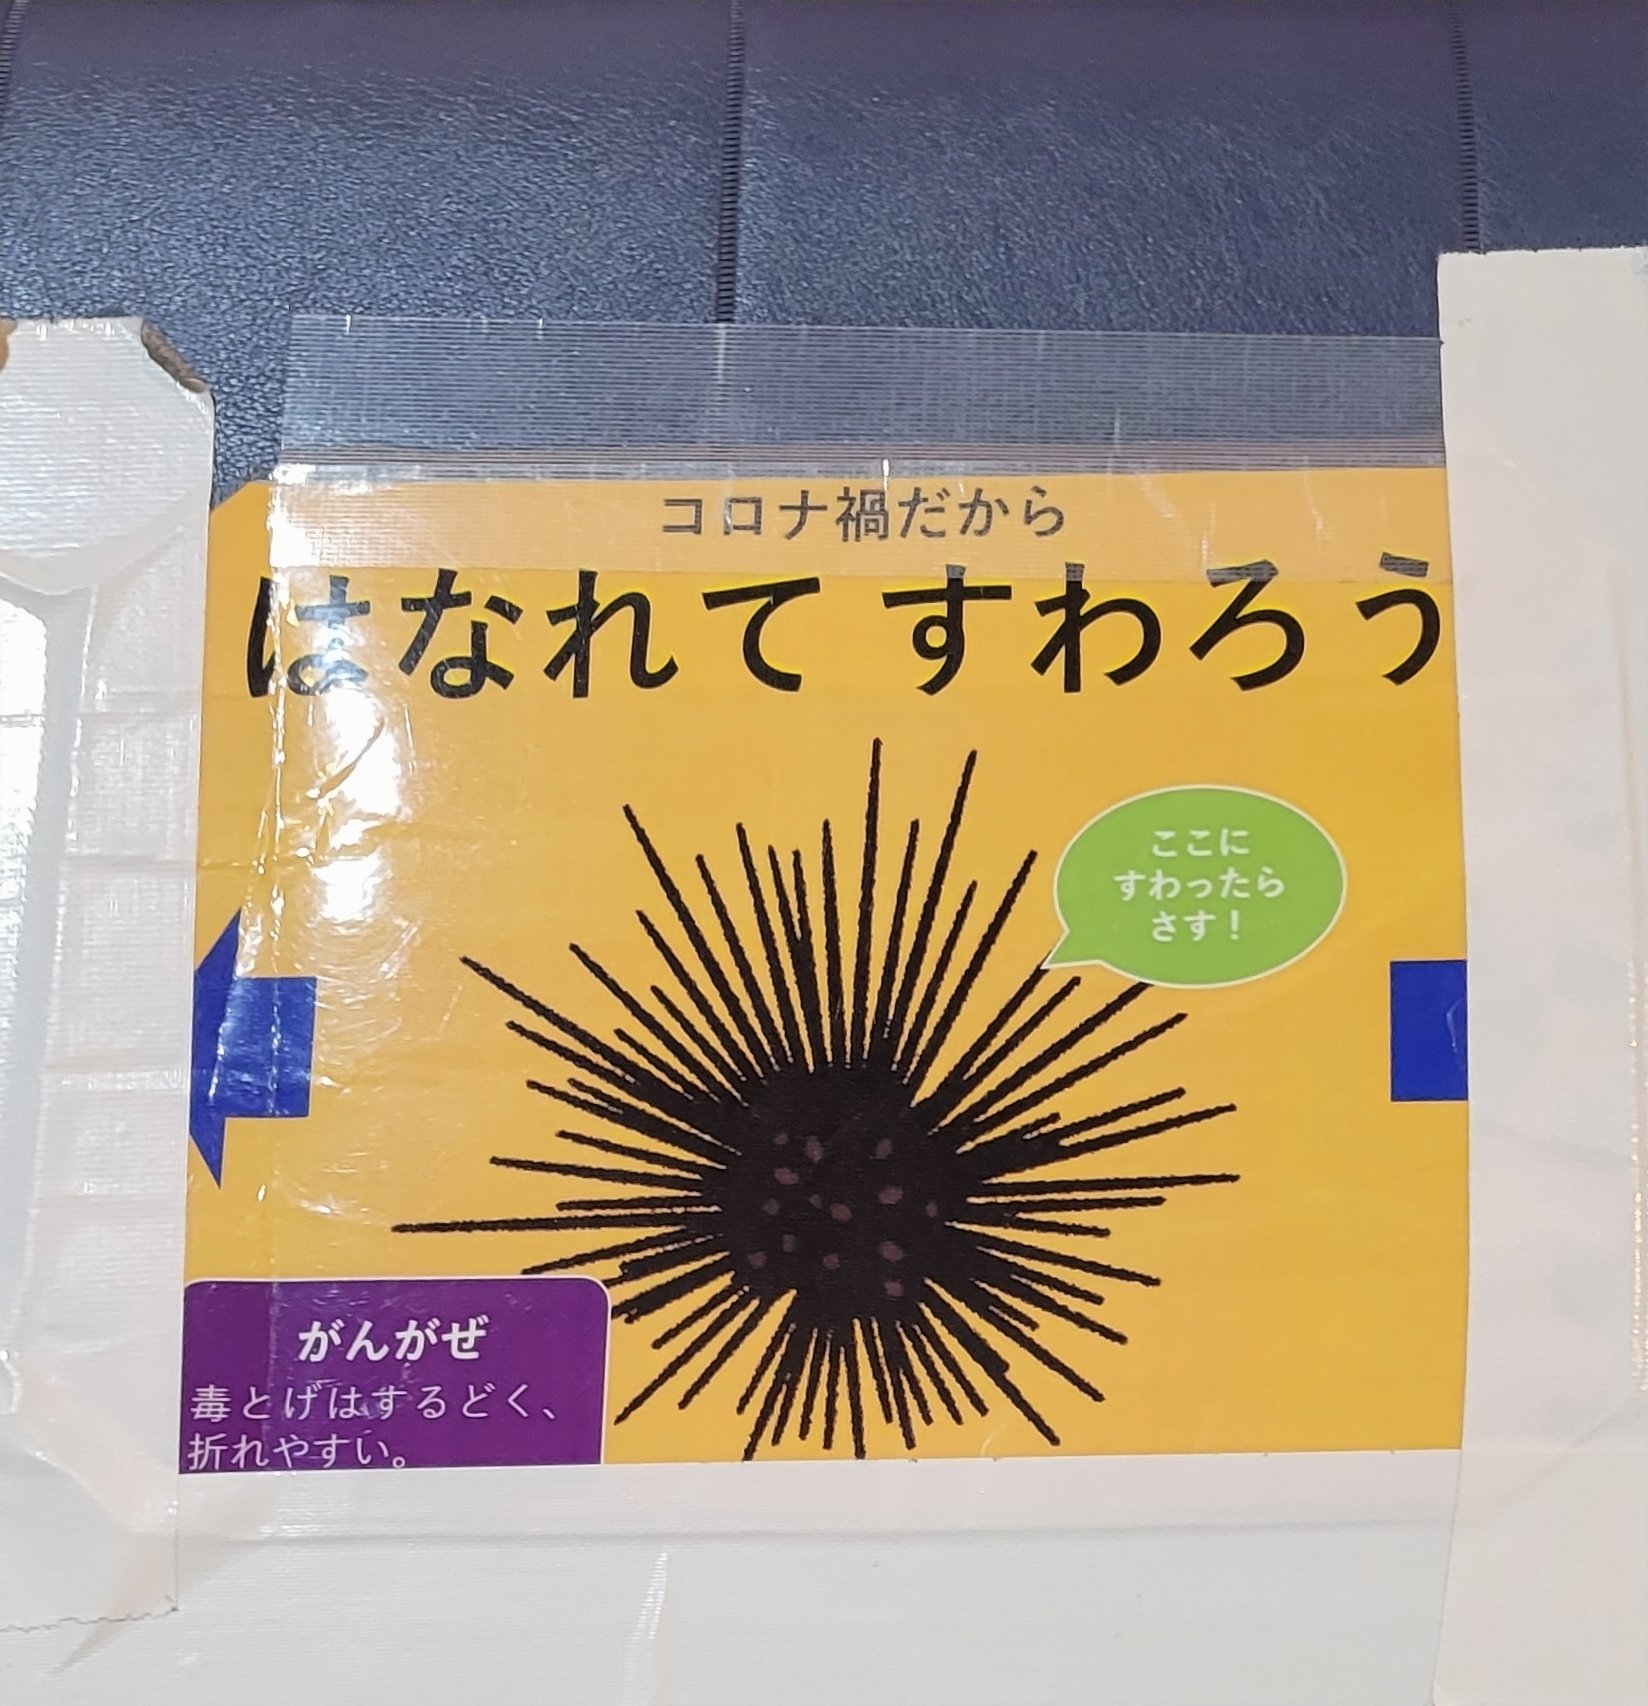 コロナ禍だから
はなれて すわろう
ここに
すわったら
さす！
がんがぜ
毒とげはするどく、
折れやすい。